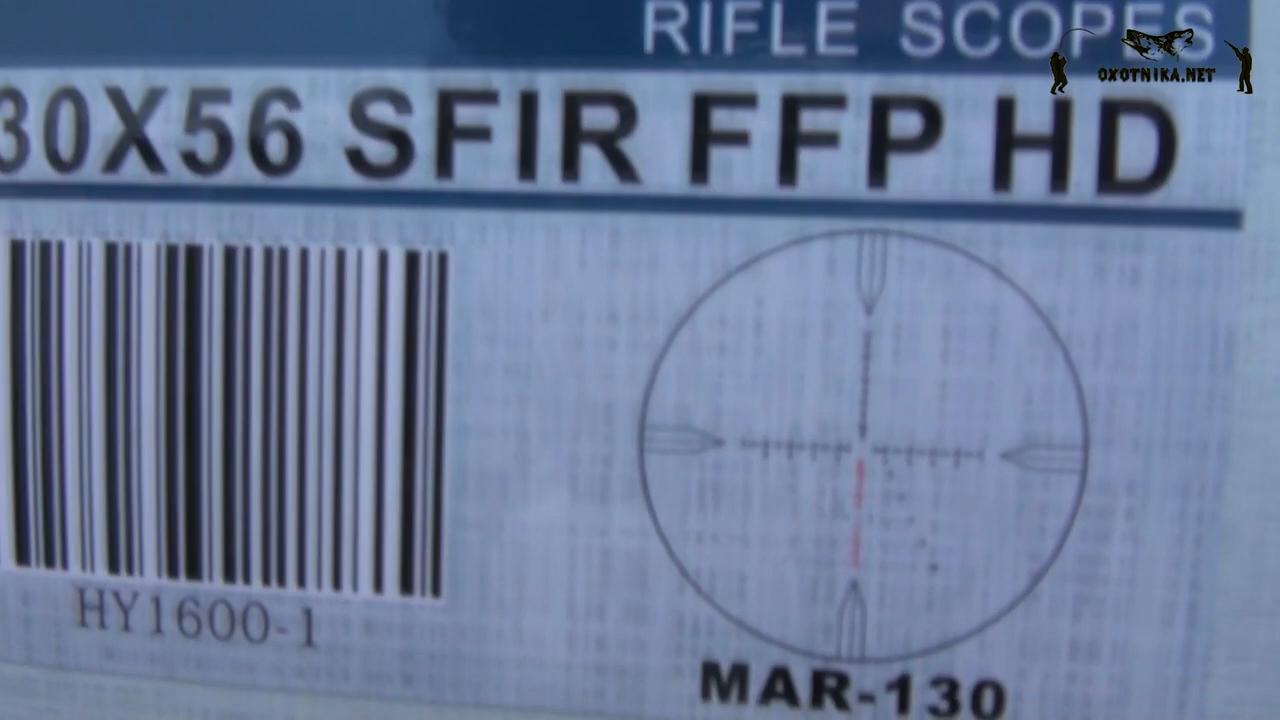 RIFLE SCOPES
OXOTNIKA.NET
30X56 SFIR FFP HD
HY1600-1
MAR-130